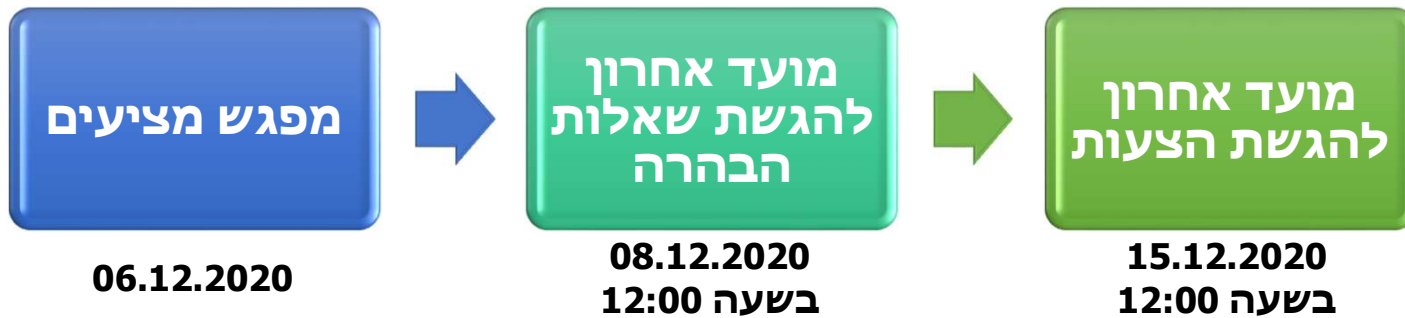 מפגש מציעים
06.12.2020
מועד אחרון
להגשת שאלות
הבהרה
08.12.2020
בשעה 12:00
מועד אחרון
להגשת הצעות
15.12.2020
בשעה 12:00